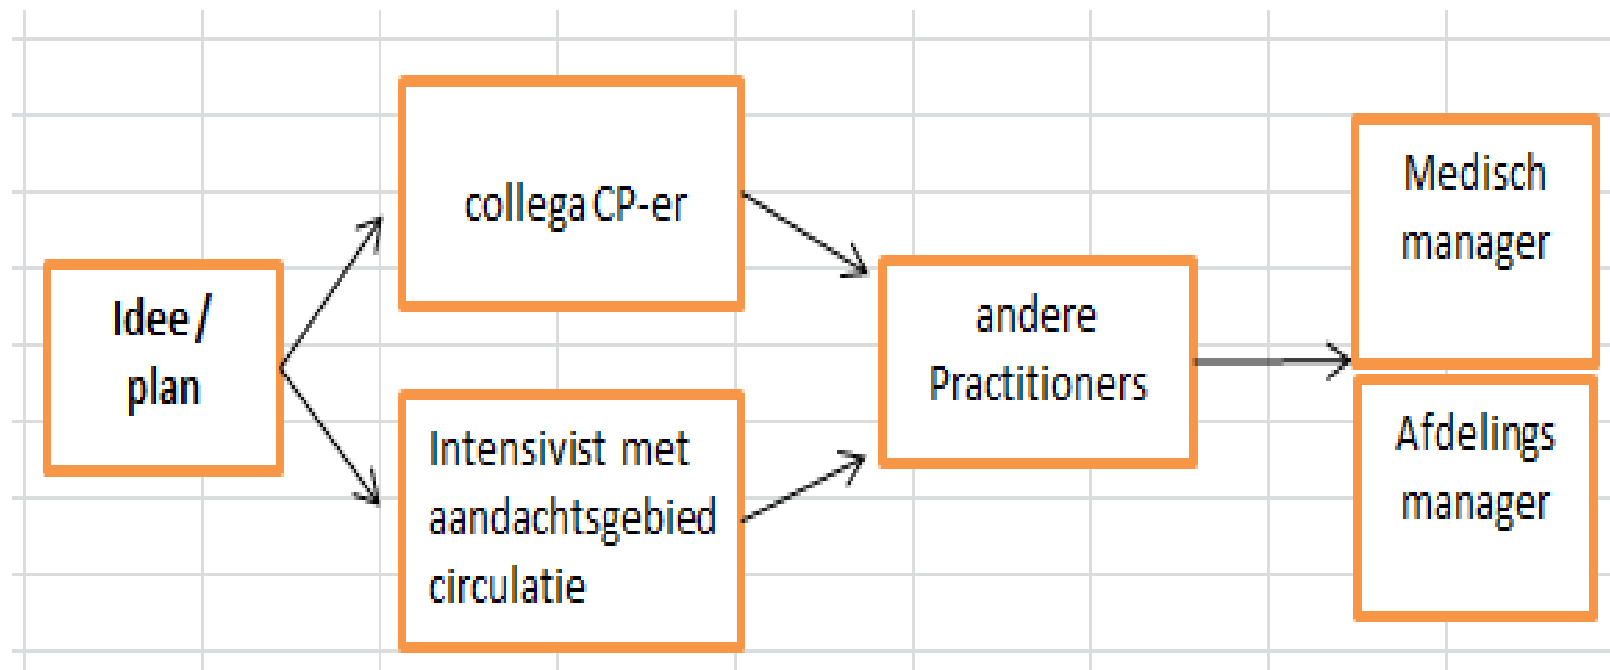 Idee/
plan
collega CP-er
Intensivist met
aandachtsgebied
circulatie
andere
Practitioners
Medisch
manager
Afdelings
manager